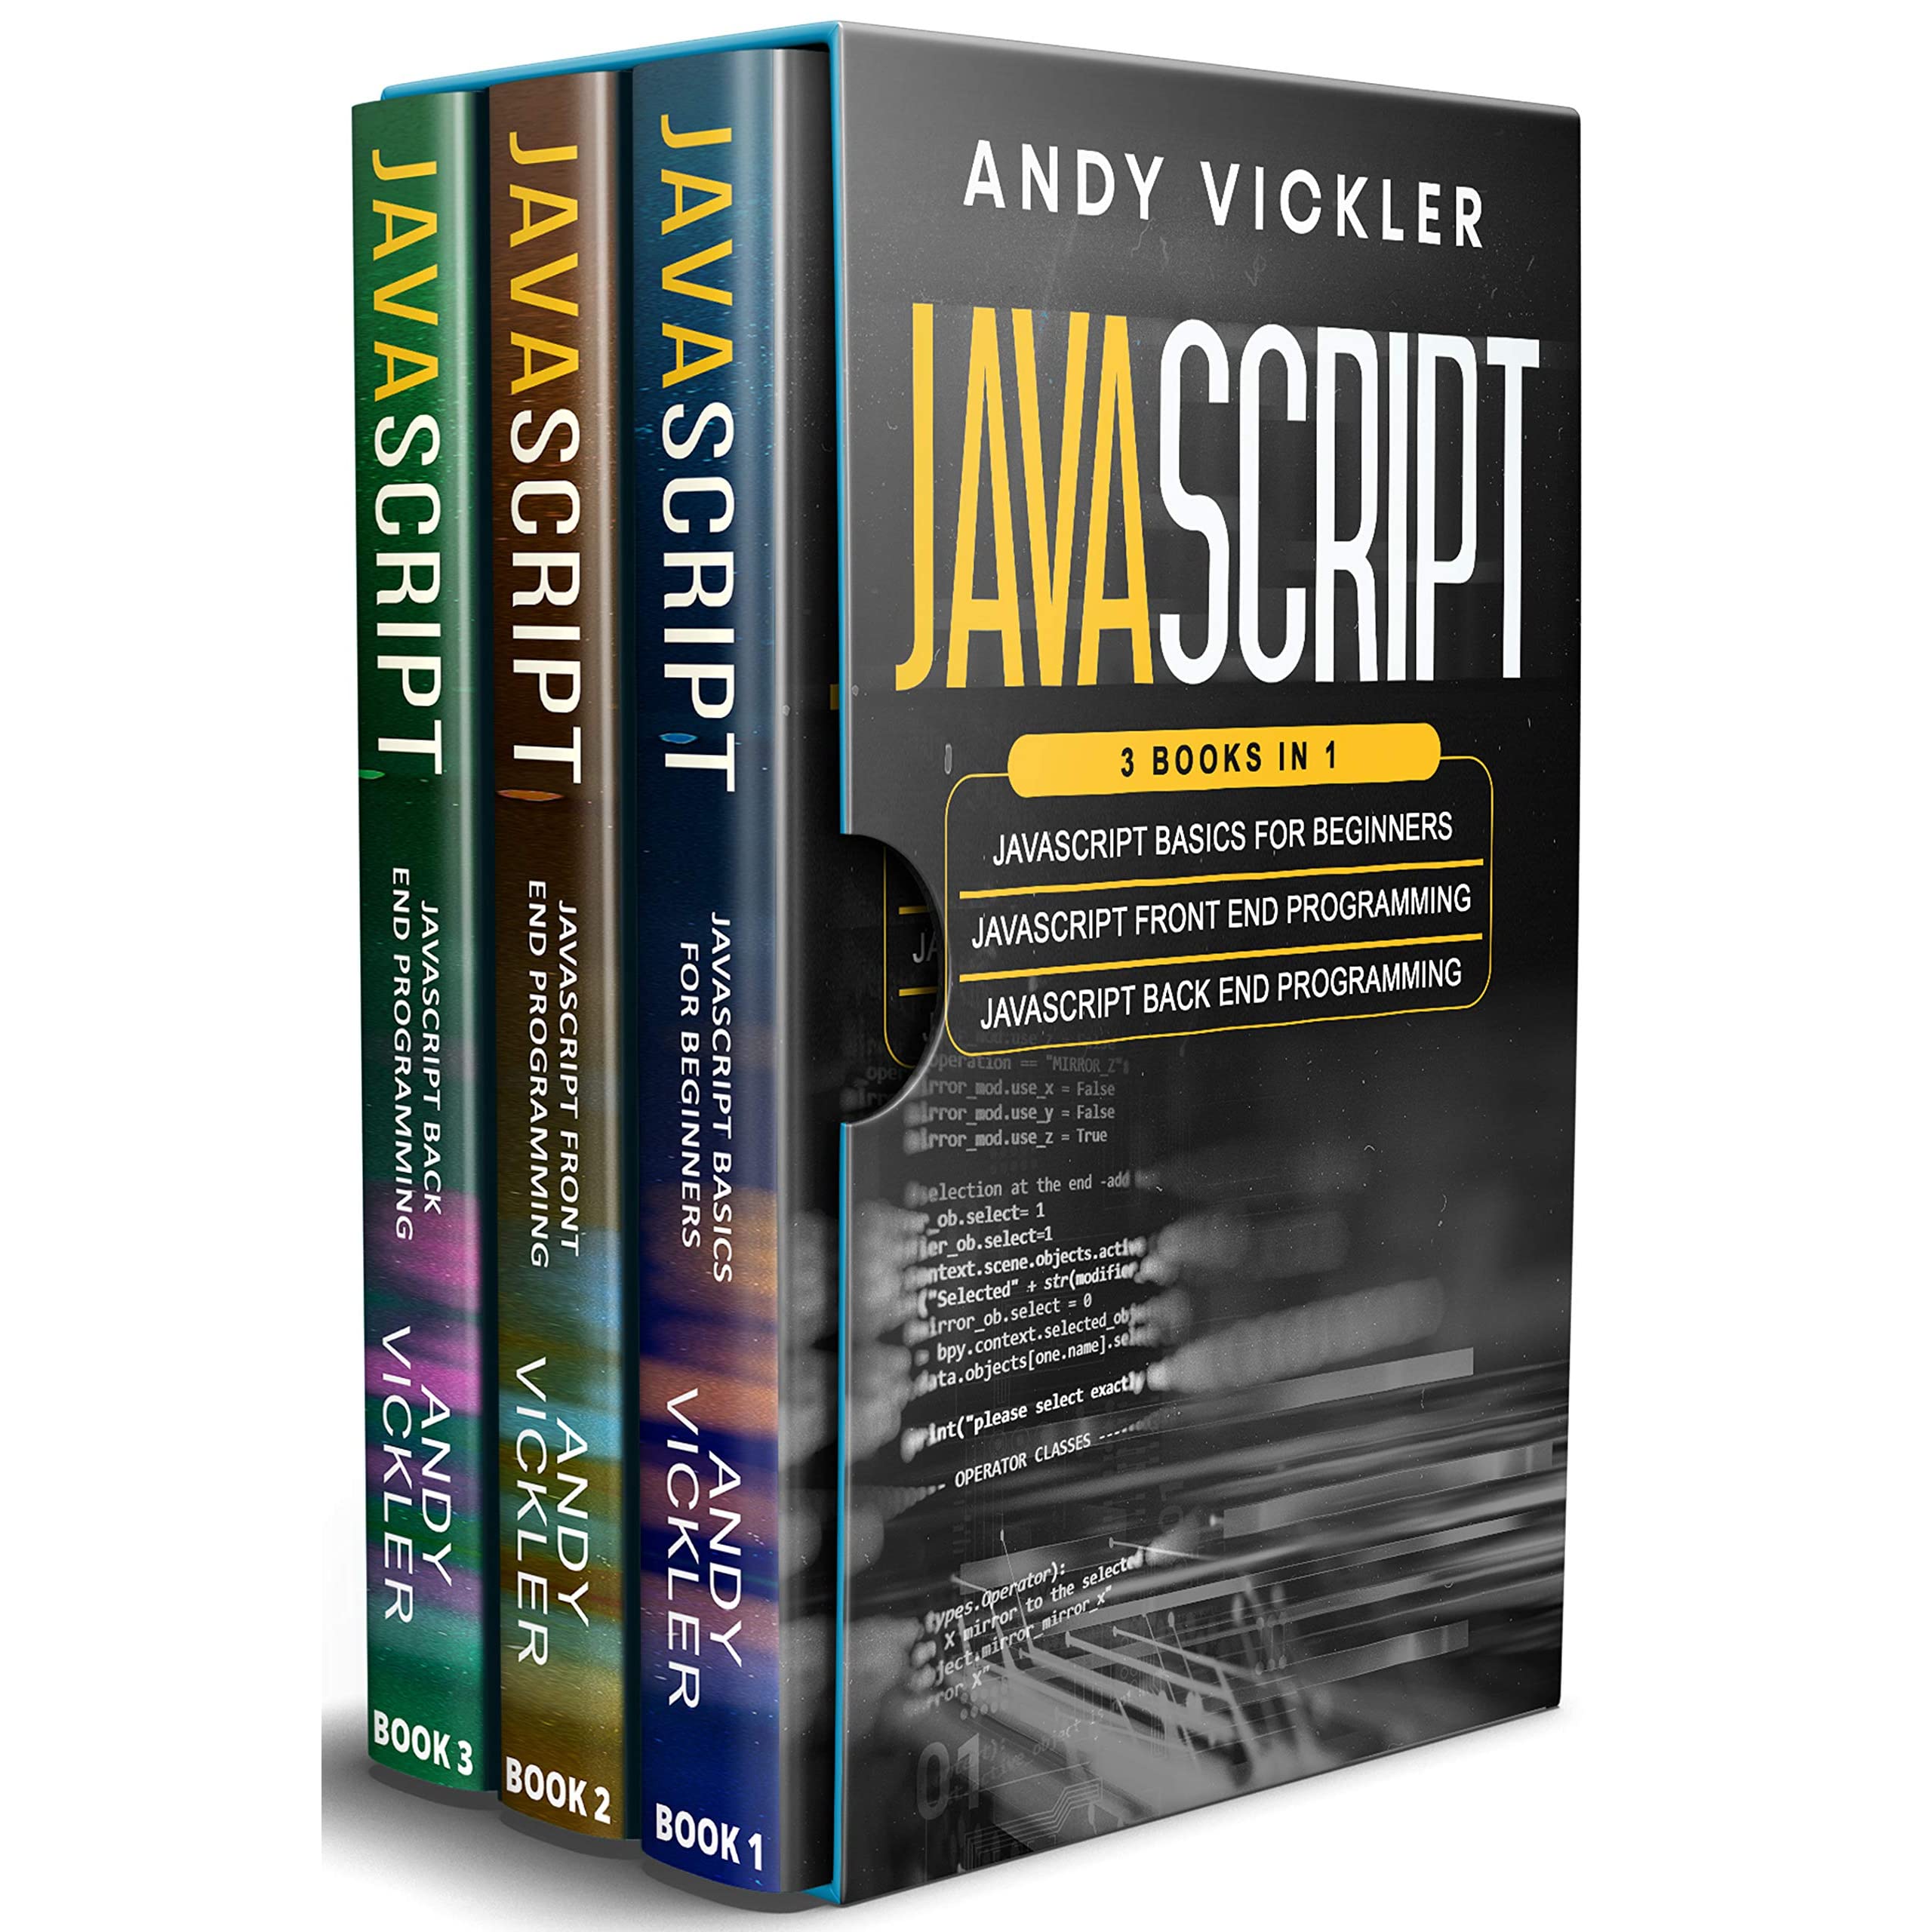 JAVASCRIPT
JAVASCRIPT BACK
END PROGRAMMING
ANDY
VICKLER
BOOK 3
JAVASCRIPT
JAVASCRIPT FRONT
END PROGRAMMING
ANDY
VICKLER
BOOK 2
JAVASCRIPT
JAVASCRIPT BASICS
FOR BEGINNERS
ANDY
VICKLER
BOOK 1
ANDY VICKLER
JAVASCRIPT
3 BOOKS IN 1
JAVASCRIPT BASICS FOR BEGINNERS
JAVASCRIPT FRONT END PROGRAMMING
JAVASCRIPT BACK END PROGRAMMING
operation == "MIRROR_Z"
irror_mod.use_x = False
irror_mod.use_y = False
irror_mod.use_z = True
selection at the end -add
_ob.select= 1
er_ob.select=1
ntext.scene.objects.active
("Selected" + str(modifier
irror_ob.select = 0
bpy.context.selected_ob
ata.objects[one.name].sel
int("please select exactly
OPERATOR CLASSES ----
types.Operator):
X mirror to the selected
ject.mirror_mirror_x"
ror X"
01